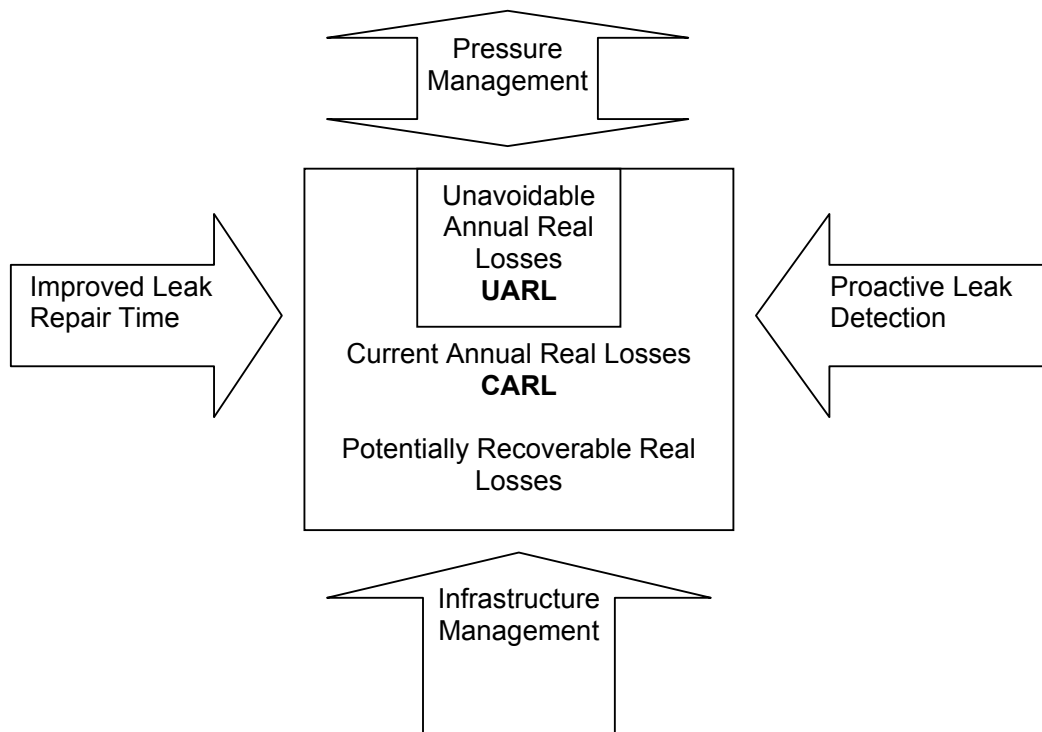 Pressure
Management
Unavoidable
Annual Real
Losses
UARL
Improved Leak
Repair Time
Proactive Leak
Detection
Current Annual Real Losses
CARL
Potentially Recoverable Real
Losses
Infrastructure
Management